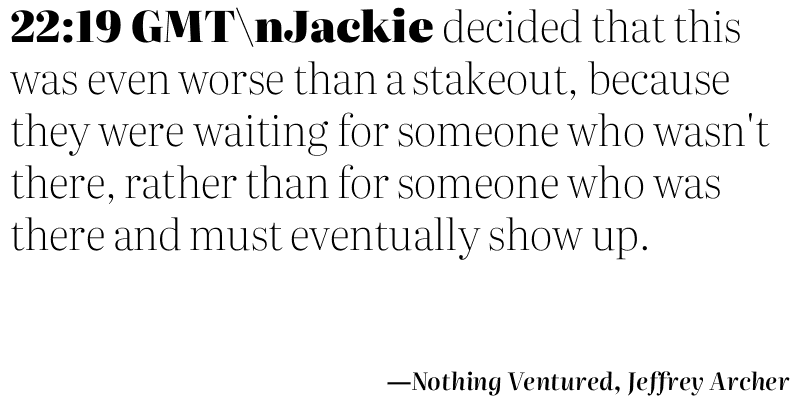 22:19 GMT\nJackie decided that this
was even worse than a stakeout, because
they were waiting for someone who wasn't
there, rather than for someone who was
there and must eventually show up.
—Nothing Ventured, Jeffrey Archer